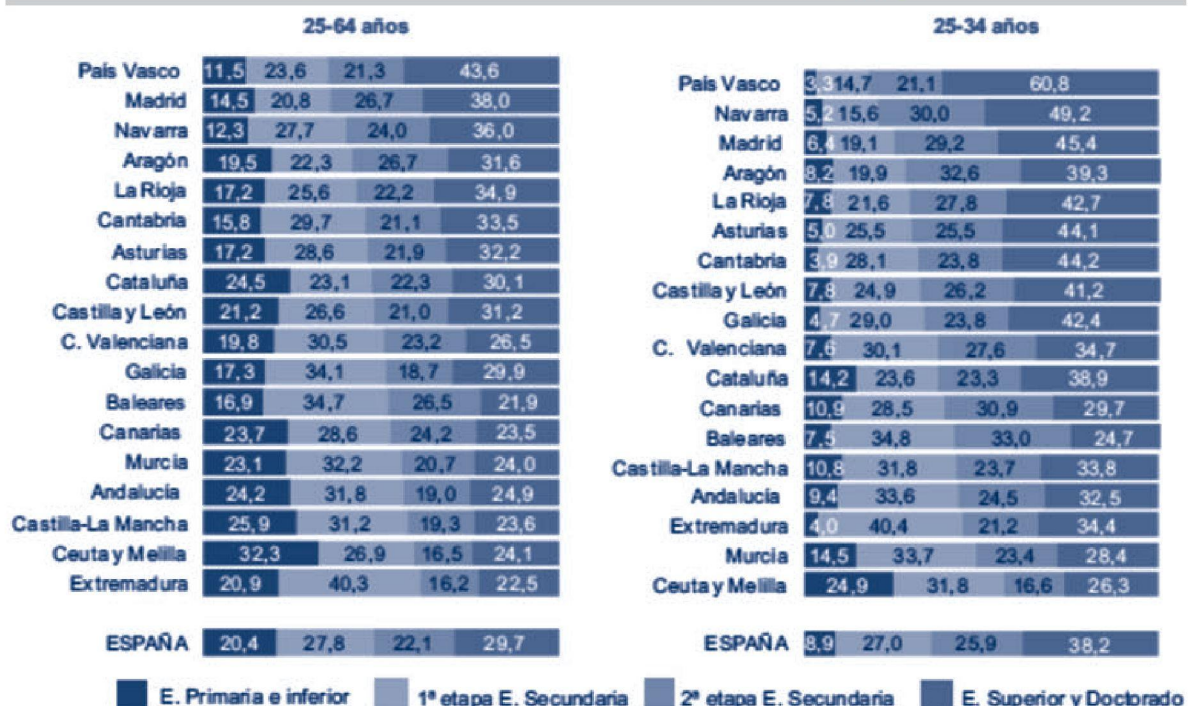 25-64 años
País Vasco 11,5 23,6 21,3 43,6
Madrid 14,5 20,8 26,7 38,0
Navarra 12,3 27,7 24,0 36,0
Aragón 19,5 22,3 26,7 31,6
La Rioja 17,2 25,6 22,2 34,9
Cantabria 15,8 29,7 21,1 33,5
Asturias 17,2 28,6 21,9 32,2
Cataluña 24,5 23,1 22,3 30,1
Castilla y León 21,2 26,6 21,0 31,2
C. Valenciana 19,8 30,5 23,2 26,5
Galicia 17,3 34,1 18,7 29,9
Baleares 16,9 34,7 26,5 21,9
Canarias 23,7 28,6 24,2 23,5
Murcia 23,1 32,2 20,7 24,0
Andalucía 24,2 31,8 19,0 24,9
Castilla-La Mancha 25,9 31,2 19,3 23,6
Ceuta y Melilla 32,3 26,9 16,5 24,1
Extremadura 20,9 40,3 16,2 22,5
ESPAÑA 20,4 27,8 22,1 29,7
25-34 años
País Vasco 3,3 14,7 21,1 60,8
Navarra 5,2 15,6 30,0 49,2
Madrid 6,4 19,1 29,2 45,4
Aragón 8,2 19,9 32,6 39,3
La Rioja 7,8 21,6 27,8 42,7
Asturias 5,0 25,5 25,5 44,1
Cantabria 3,9 28,1 23,8 44,2
Castilla y León 7,8 24,9 26,2 41,2
Galicia 4,7 29,0 23,8 42,4
C. Valenciana 7,6 30,1 27,6 34,7
Cataluña 14,2 23,6 23,3 38,9
Canarias 10,9 28,5 30,9 29,7
Baleares 7,5 34,8 33,0 24,7
Castilla-La Mancha 10,8 31,8 23,7 33,8
Andalucía 9,4 33,6 24,5 32,5
Extremadura 4,0 40,4 21,2 34,4
Murcia 14,5 33,7 23,4 28,4
Ceuta y Melilla 24,9 31,8 16,6 26,3
ESPAÑA 8,9 27,0 25,9 38,2
E. Primaria e inferior 1ª etapa E. Secundaria 2ª etapa E. Secundaria E. Superior y Doctorado